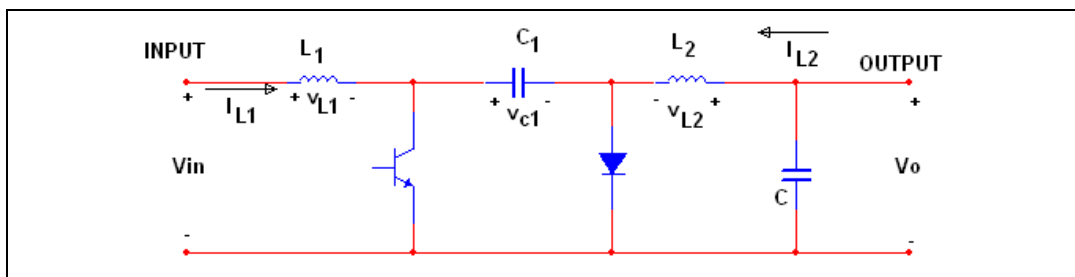 INPUT
L1
C1
L2
IL2
OUTPUT
+
IL1
+ vL1 -
+ vc1 -
- vL2 +
+
Vin
C
Vo
-
-